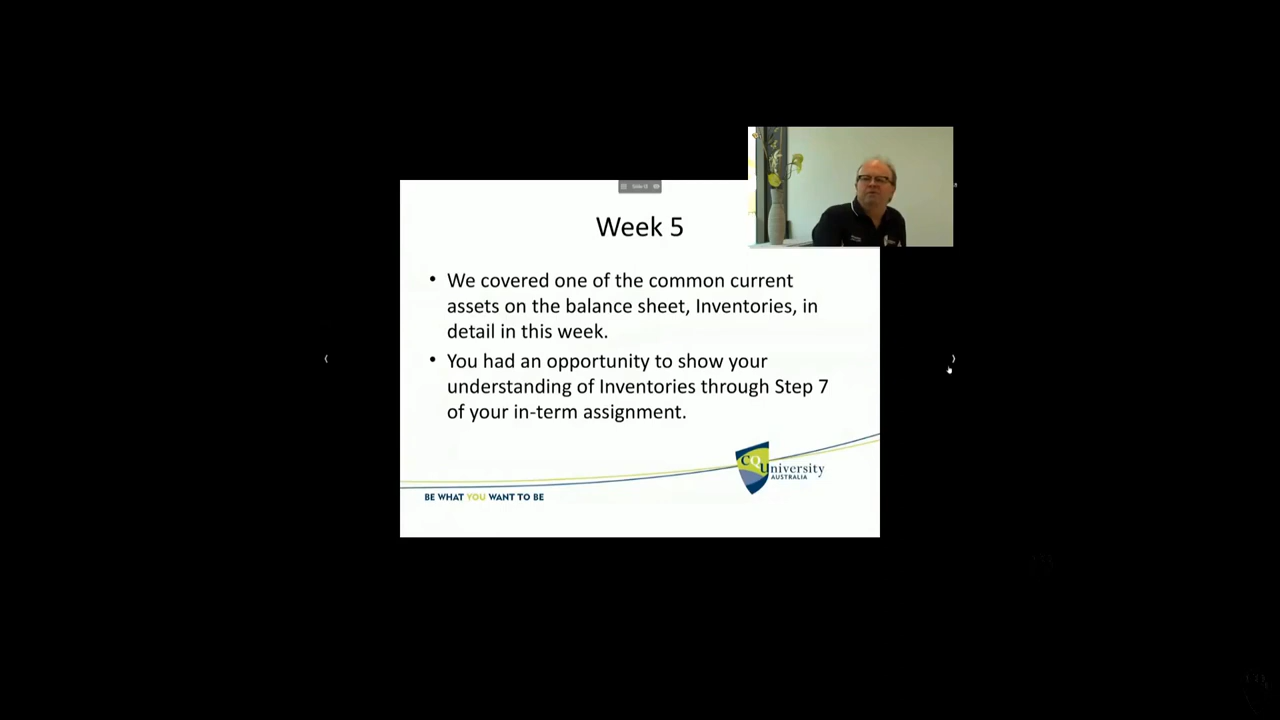 Week 5
• We covered one of the common current
assets on the balance sheet, Inventories, in
detail in this week.
• You had an opportunity to show your
understanding of Inventories through Step 7
of your in-term assignment.
CQUniversity
AUSTRALIA
BE WHAT YOU WANT TO BE